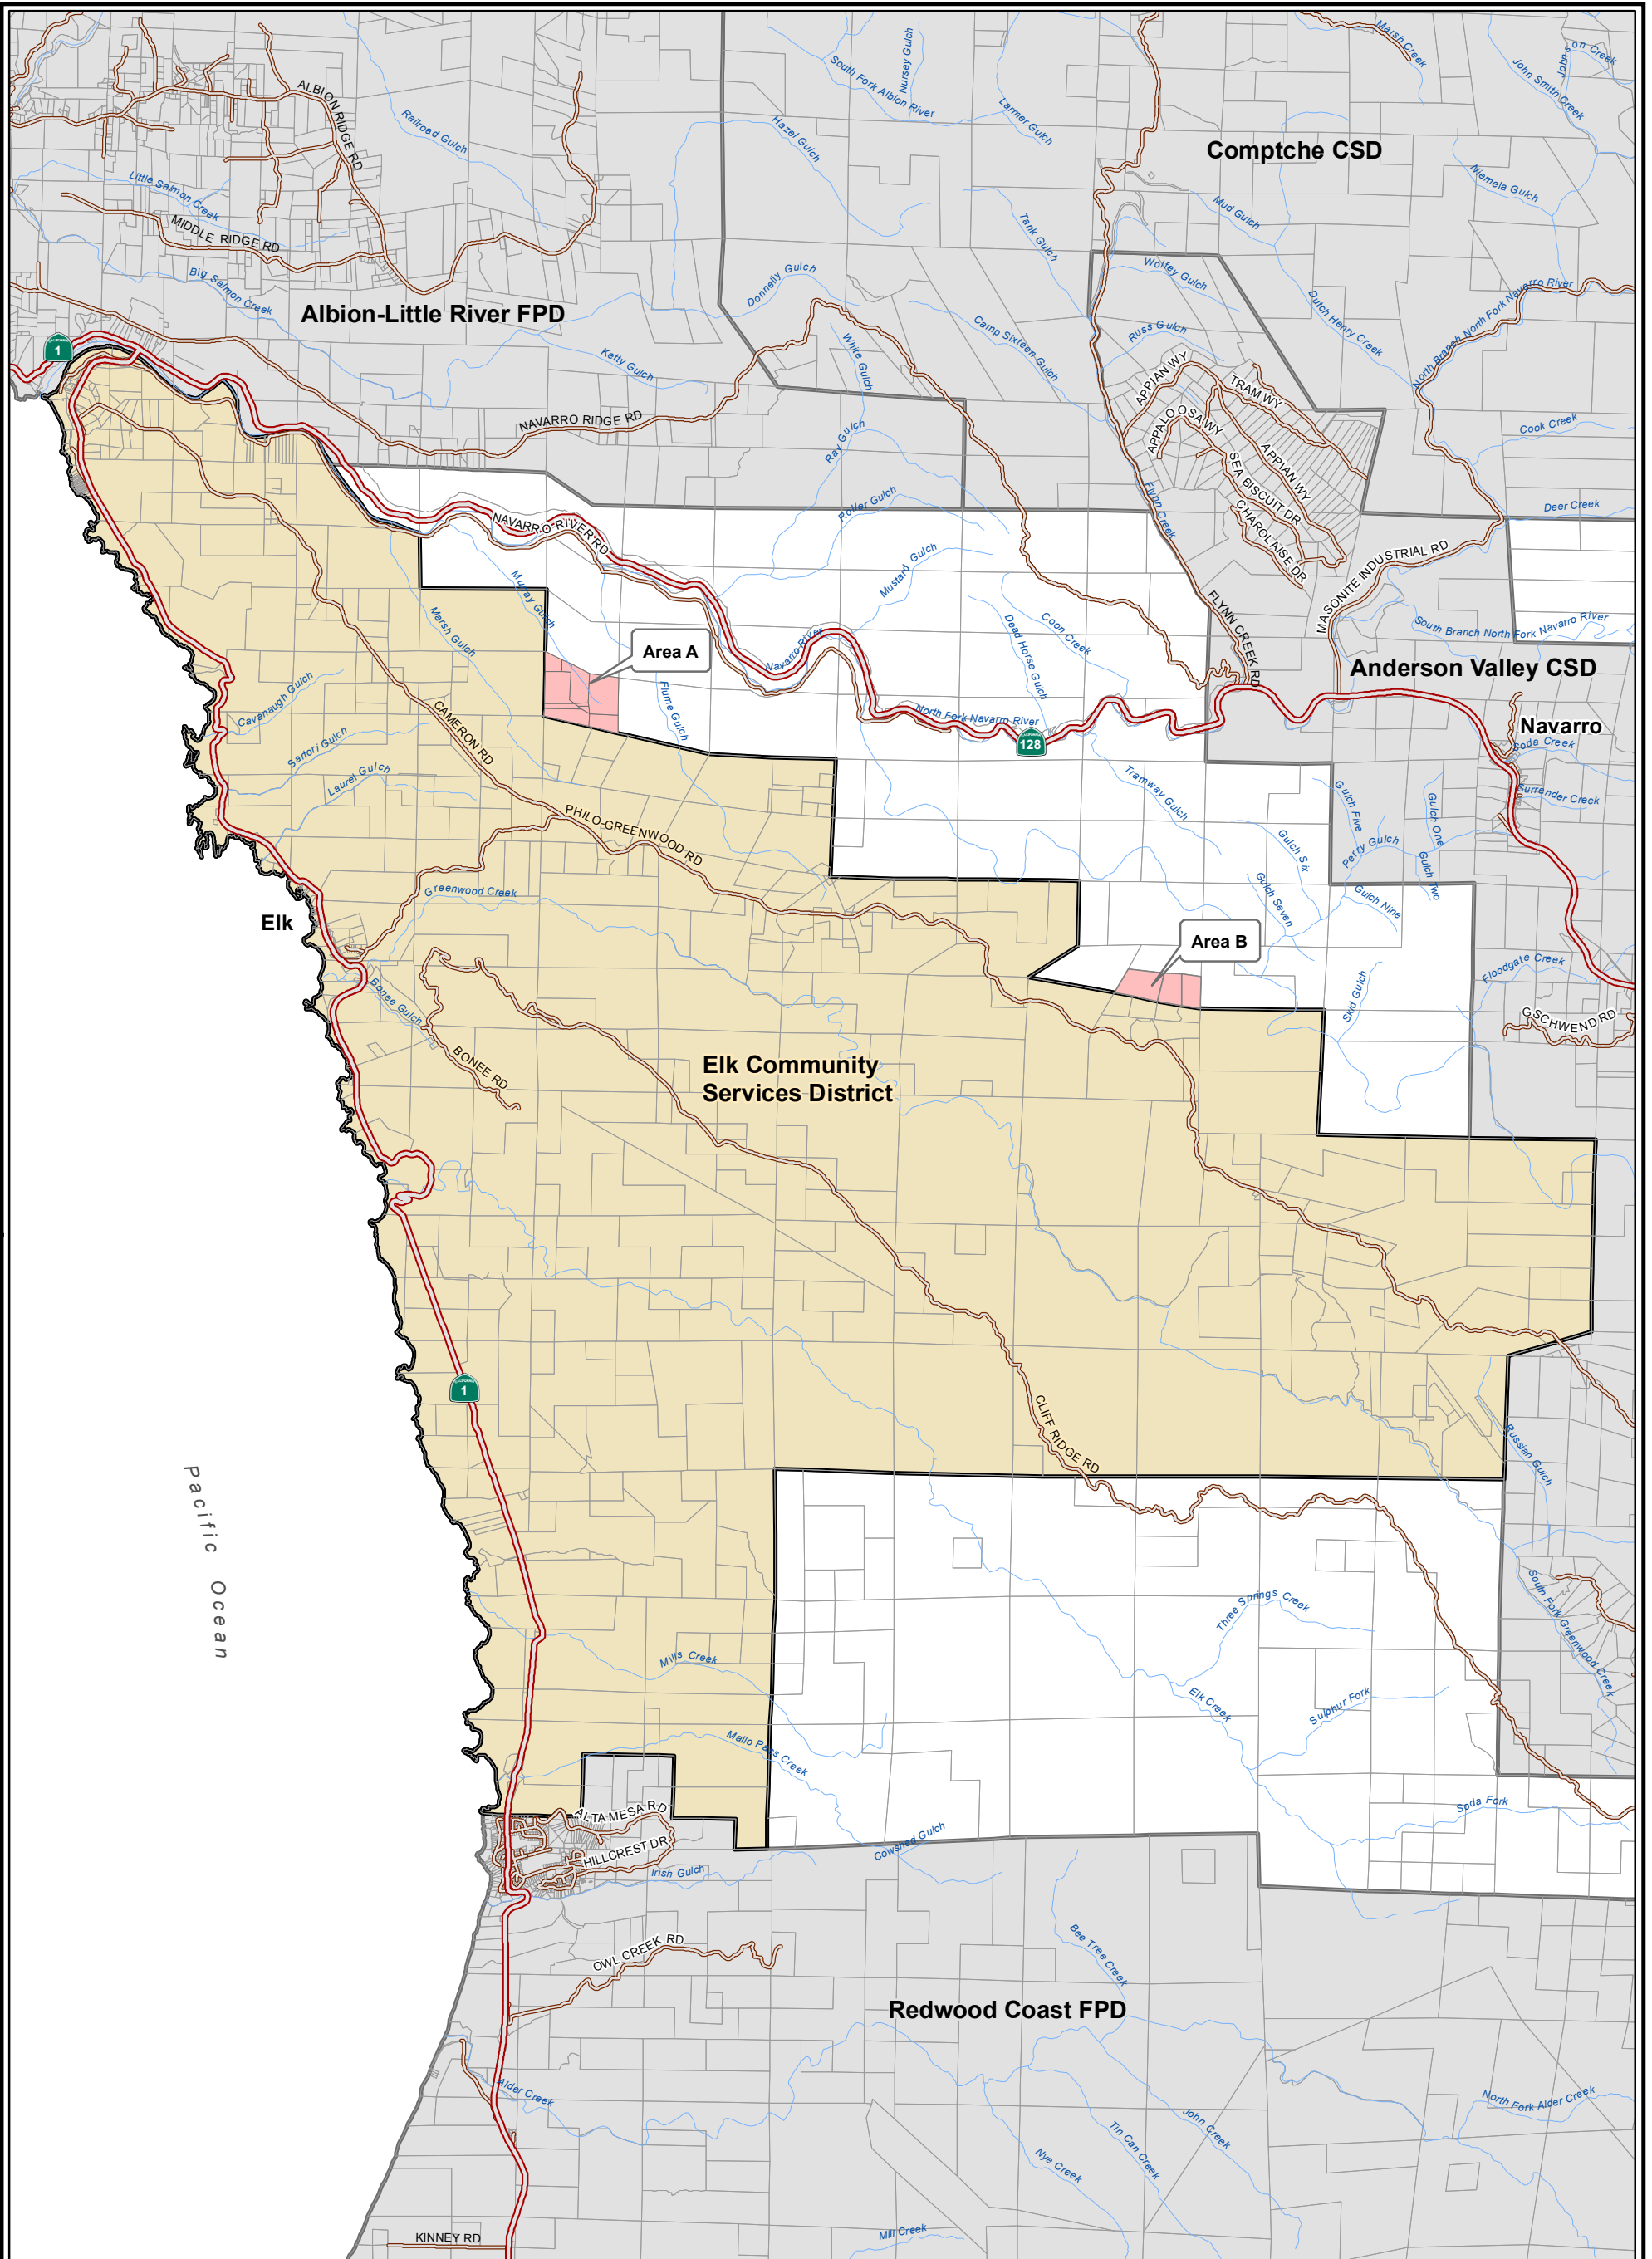 Marsh Creek
Johnson Creek
John Smith Creek
Nursey Gulch
South Fork Albion River
ALBION RIDGE RD
Railroad Gulch
Hazel Gulch
Larmer Gulch
Comptche CSD
Niemela Gulch
Little Salmon Creek
Mud Gulch
MIDDLE RIDGE RD
Tank Gulch
Big Salmon Creek
Donnelly Gulch
Wolfey Gulch
Dutch Henry Creek
North Branch North Fork Navarro River
Albion-Little River FPD
CALIFORNIA
1
Ketty Gulch
White Gulch
Camp Sixteen Gulch
Russ Gulch
APPIAN WY
TRAM WY
NAVARRO RIDGE RD
Ray Gulch
APPALOOSA WY
APPIAN WY
Cook Creek
SEA BISCUIT DR
Roller Gulch
Flynn Creek
CHAROLAISE DR
Deer Creek
NAVARRO RIVER RD
Mustard Gulch
MASONITE INDUSTRIAL RD
Murray Gulch
Marsh Gulch
FLYNN CREEK RD
Dead Horse Gulch
Coon Creek
South Branch North Fork Navarro River
Area A
Navarro River
Anderson Valley CSD
Flume Gulch
Cavanaugh Gulch
CAMERON RD
North Fork Navarro River
CALIFORNIA
128
Navarro
Soda Creek
Sartori Gulch
Laurel Gulch
Tramway Gulch
Gulch Five
Gulch One
Surrender Creek
PHILO-GREENWOOD RD
Gulch Six
Perry Gulch
Gulch Two
Greenwood Creek
Gulch Seven
Gulch Nine
Elk
Area B
Floodgate Creek
Bonee Gulch
Skid Gulch
GSCHWEND RD
BONEE RD
Elk Community
Services District
CALIFORNIA
1
CLIFF RIDGE RD
Russian Gulch
Pacific Ocean
South Fork Greenwood Creek
Three Springs Creek
Mills Creek
Elk Creek
Sulphur Fork
Mallo Pass Creek
Soda Fork
ALTA MESA RD
Cowshed Gulch
HILLCREST DR
Irish Gulch
Bee Tree Creek
OWL CREEK RD
Redwood Coast FPD
Alder Creek
North Fork Alder Creek
John Creek
Tin Can Creek
Nye Creek
Mill Creek
KINNEY RD